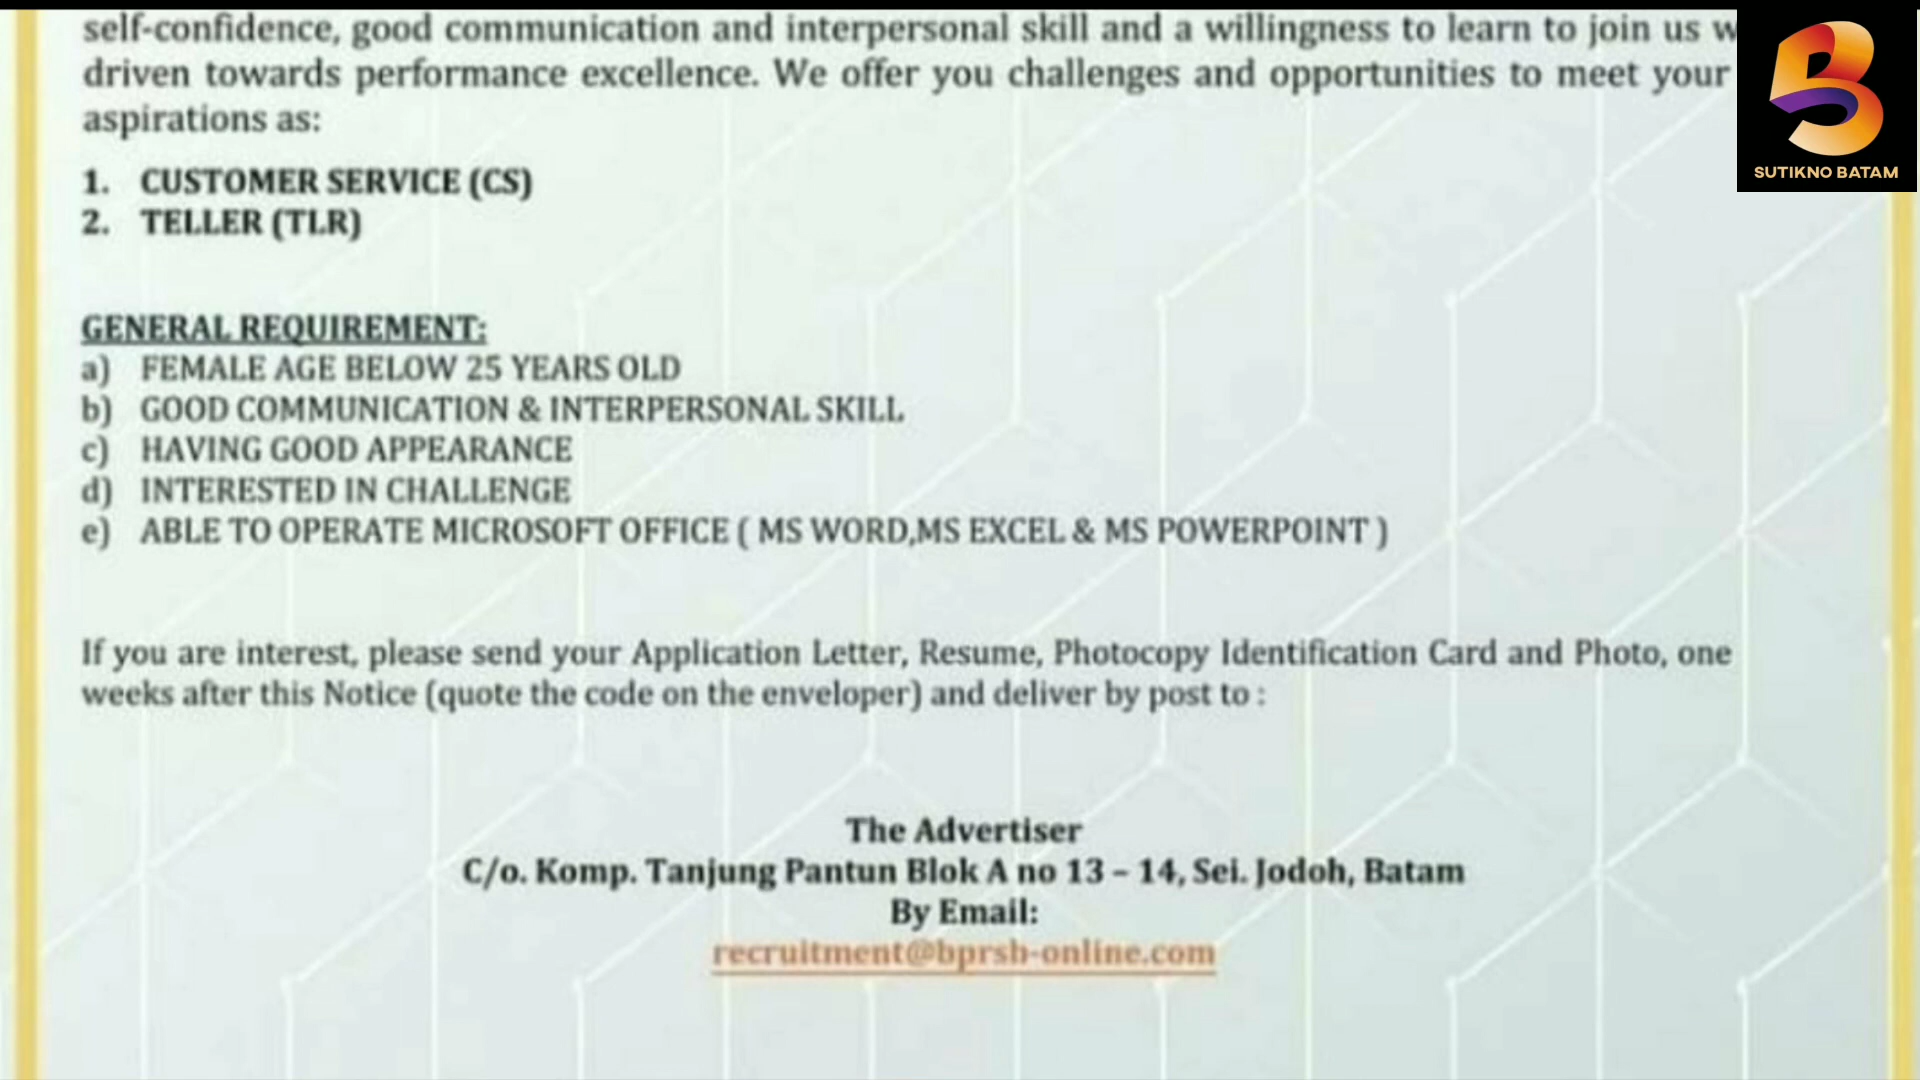 self-confidence, good communication and interpersonal skill and a willingness to learn to join us
driven towards performance excellence. We offer you challenges and opportunities to meet your
aspirations as:
1. CUSTOMER SERVICE (CS)
2. TELLER (TLR)
GENERAL REQUIREMENT:
a) FEMALE AGE BELOW 25 YEARS OLD
b) GOOD COMMUNICATION & INTERPERSONAL SKILL
c) HAVING GOOD APPEARANCE
d) INTERESTED IN CHALLENGE
e) ABLE TO OPERATE MICROSOFT OFFICE ( MS WORD,MS EXCEL & MS POWERPOINT )
If you are interest, please send your Application Letter, Resume, Photocopy Identification Card and Photo, one
weeks after this Notice (quote the code on the enveloper) and deliver by post to :
The Advertiser
C/o. Komp. Tanjung Pantun Blok A no 13 – 14, Sei. Jodoh, Batam
By Email:
recruitment@bprsb-online.com
SUTIKNO BATAM